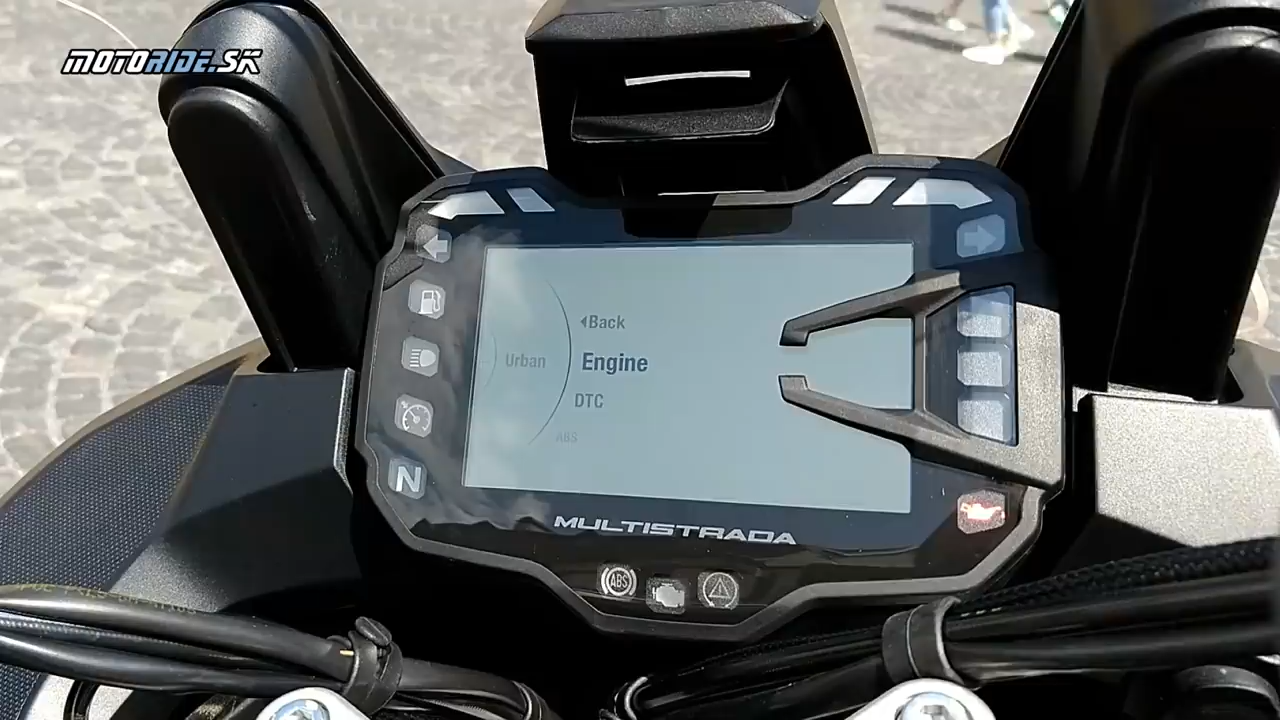 MOTORIDE.SK
Back
Urban
Engine
DTC
ABS
N
MULTISTRADA
ABS